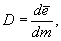 D = dē/dm,